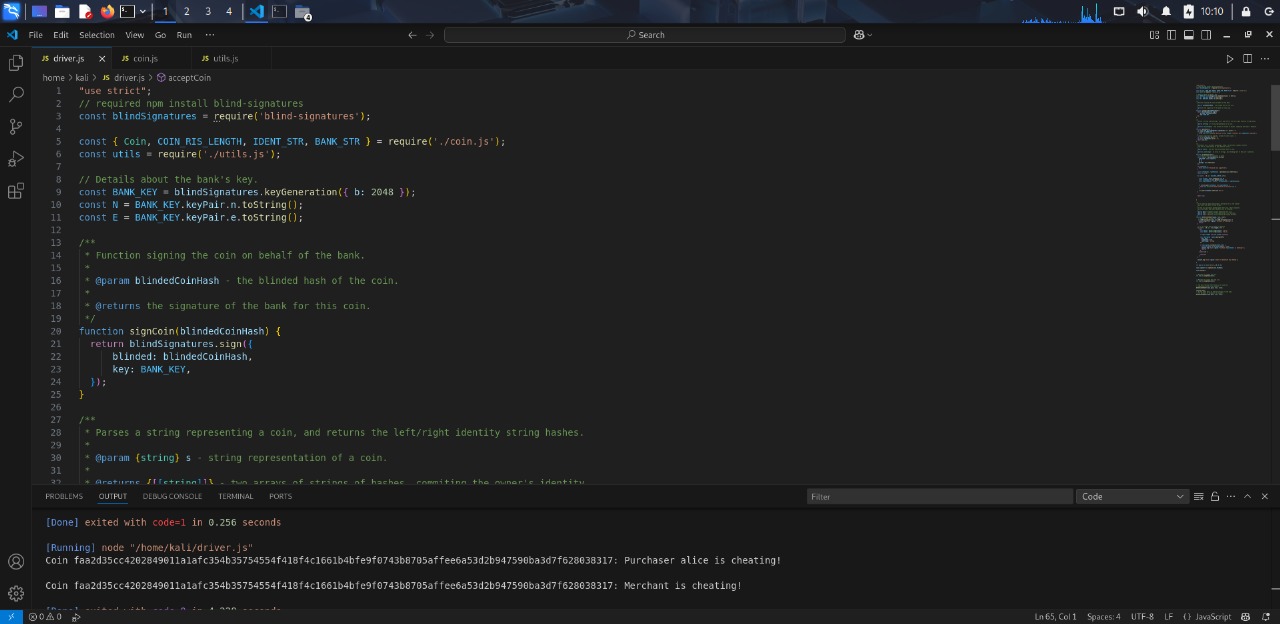 1 2 3 4 4 10:10
File Edit Selection View Go Run ··· Search
JS driver.js JS coin.js JS utils.js
home > kali > JS driver.js > acceptCoin
1 "use strict";
2 // required npm install blind-signatures
3 const blindSignatures = require('blind-signatures');
4
5 const { Coin, COIN_RIS_LENGTH, IDENT_STR, BANK_STR } = require('./coin.js');
6 const utils = require('./utils.js');
7
8 // Details about the bank's key.
9 const BANK_KEY = blindSignatures.keyGeneration({ b: 2048 });
10 const N = BANK_KEY.keyPair.n.toString();
11 const E = BANK_KEY.keyPair.e.toString();
12
13 /**
14 * Function signing the coin on behalf of the bank.
15 *
16 * @param blindedCoinHash - the blinded hash of the coin.
17 *
18 * @returns the signature of the bank for this coin.
19 */
20 function signCoin(blindedCoinHash) {
21 return blindSignatures.sign({
22 blinded: blindedCoinHash,
23 key: BANK_KEY,
24 });
25 }
26
27 /**
28 * Parses a string representing a coin, and returns the left/right identity string hashes.
29 *
30 * @param {string} s - string representation of a coin.
31 *
32 * @returns {[[string]]} - two arrays of strings of hashes, commiting the owner's identity
PROBLEMS OUTPUT DEBUG CONSOLE TERMINAL PORTS Filter Code
[Done] exited with code=1 in 0.256 seconds
[Running] node "/home/kali/driver.js"
Coin faa2d35cc4202849011a1afc354b35754554f418f4c1661b4bfe9f0743b8705affee6a53d2b947590ba3d7f628038317: Purchaser alice is cheating!
Coin faa2d35cc4202849011a1afc354b35754554f418f4c1661b4bfe9f0743b8705affee6a53d2b947590ba3d7f628038317: Merchant is cheating!
[Done] exited with code=0 in
0 0 Ln 65, Col 1 Spaces: 4 UTF-8 LF {} JavaScript